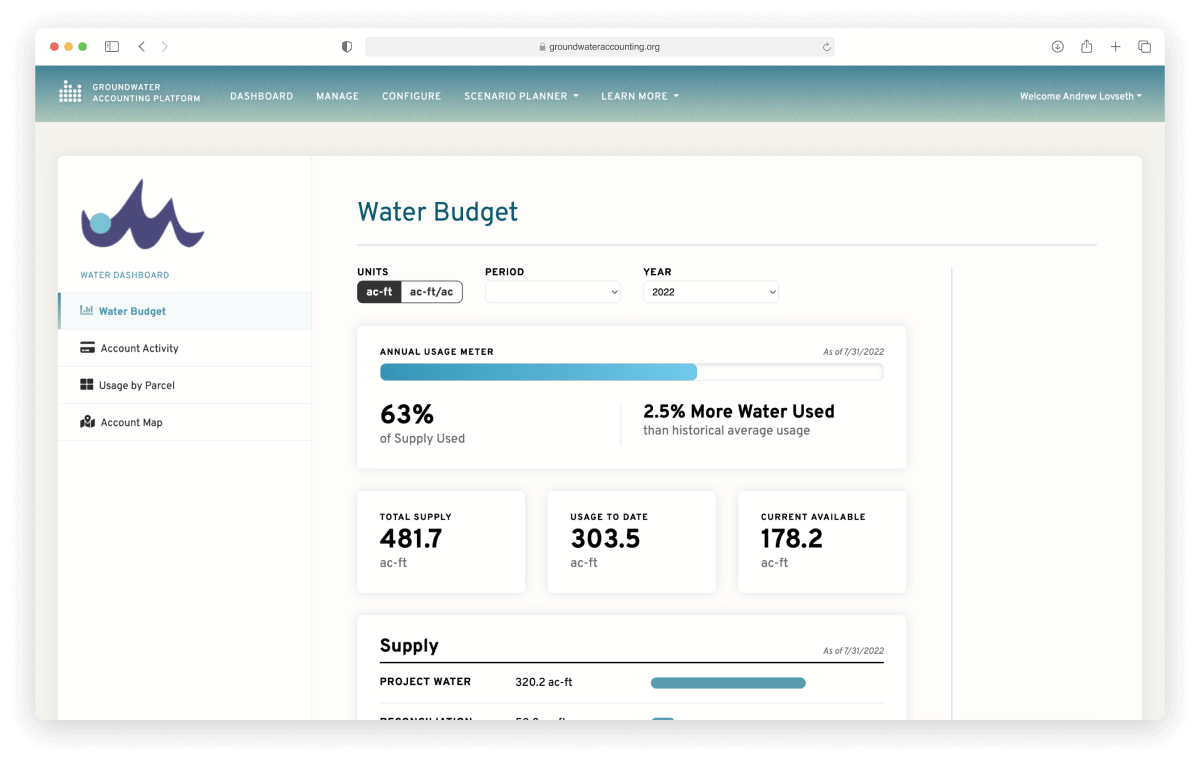 groundwateraccounting.org
GROUNDWATER
ACCOUNTING PLATFORM
DASHBOARD
MANAGE
CONFIGURE
SCENARIO PLANNER
LEARN MORE
Welcome Andrew Lovseth
WATER DASHBOARD
Water Budget
Account Activity
Usage by Parcel
Account Map
Water Budget
UNITS
ac-ft
ac-ft/ac
PERIOD
YEAR
2022
ANNUAL USAGE METER
As of 7/31/2022
63%
of Supply Used
2.5% More Water Used
than historical average usage
TOTAL SUPPLY
481.7
ac-ft
USAGE TO DATE
303.5
ac-ft
CURRENT AVAILABLE
178.2
ac-ft
Supply
As of 7/31/2022
PROJECT WATER
320.2 ac-ft
RECONCILIATION